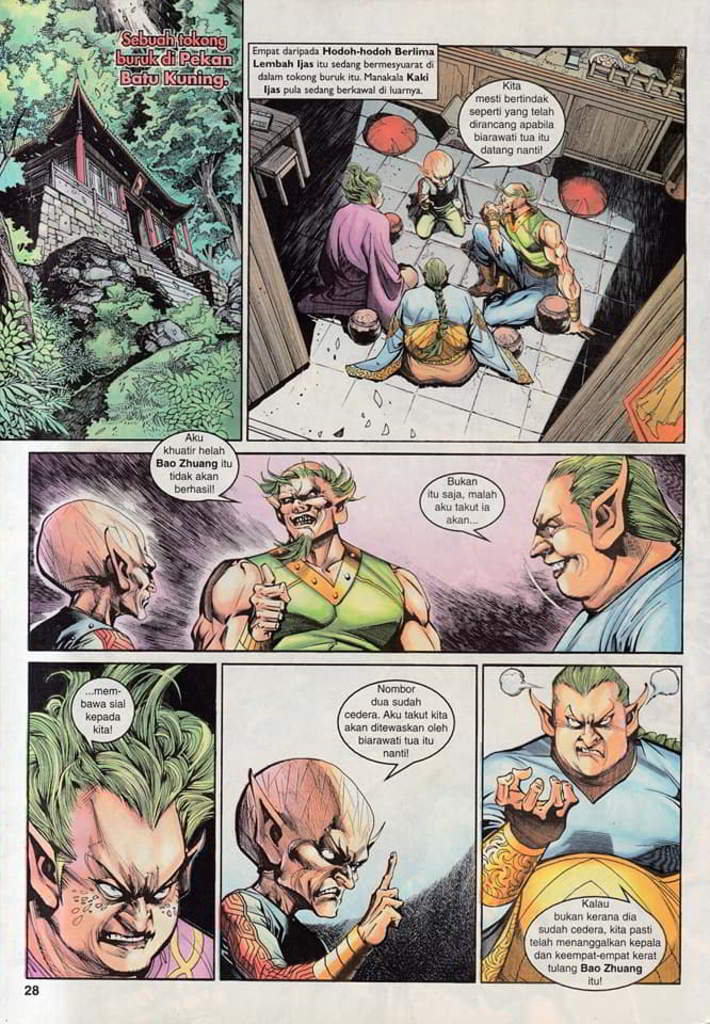 Sebuah tokong
buruk di Pekan
Batu Kuning.
Empat daripada Hodoh-hodoh Berlima
Lembah Ijas itu sedang bermesyuarat di
dalam tokong buruk itu. Manakala Kaki
Ijas pula sedang berkawal di luarnya.
Kita
mesti bertindak
seperti yang telah
dirancang apabila
biarawati tua itu
datang nanti!
Aku
khuatir helah
Bao Zhuang itu
tidak akan
berhasil!
Bukan
itu saja, malah
aku takut ia
akan...
...mem-
bawa sial
kepada
kita!
Nombor
dua sudah
cedera. Aku takut kita
akan ditewaskan oleh
biarawati tua itu
nanti!
Kalau
bukan kerana dia
sudah cedera, kita pasti
telah menanggalkan kepala
dan keempat-empat kerat
tulang Bao Zhuang
itu!
28